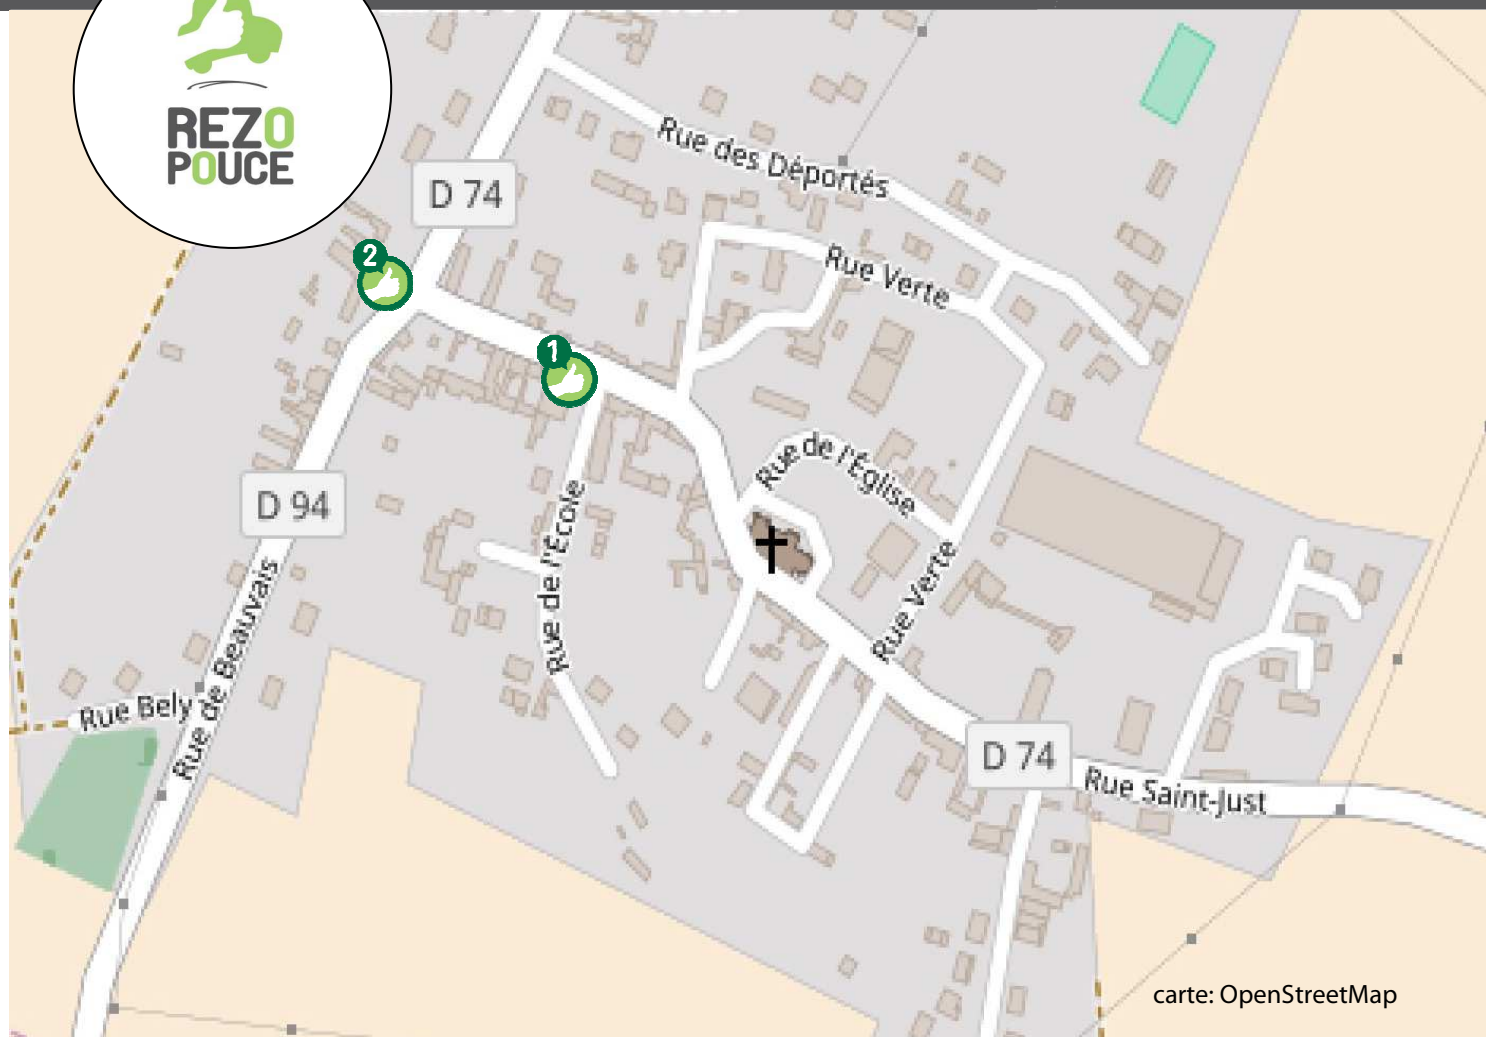 REZO
POUCE
Rue des Déportés
D 74
2
Rue Verte
1
Rue de l'Église
D 94
Rue de l'École
Rue Verte
Rue de Beauvais
Rue Bely
D 74
Rue Saint-Just
carte: OpenStreetMap